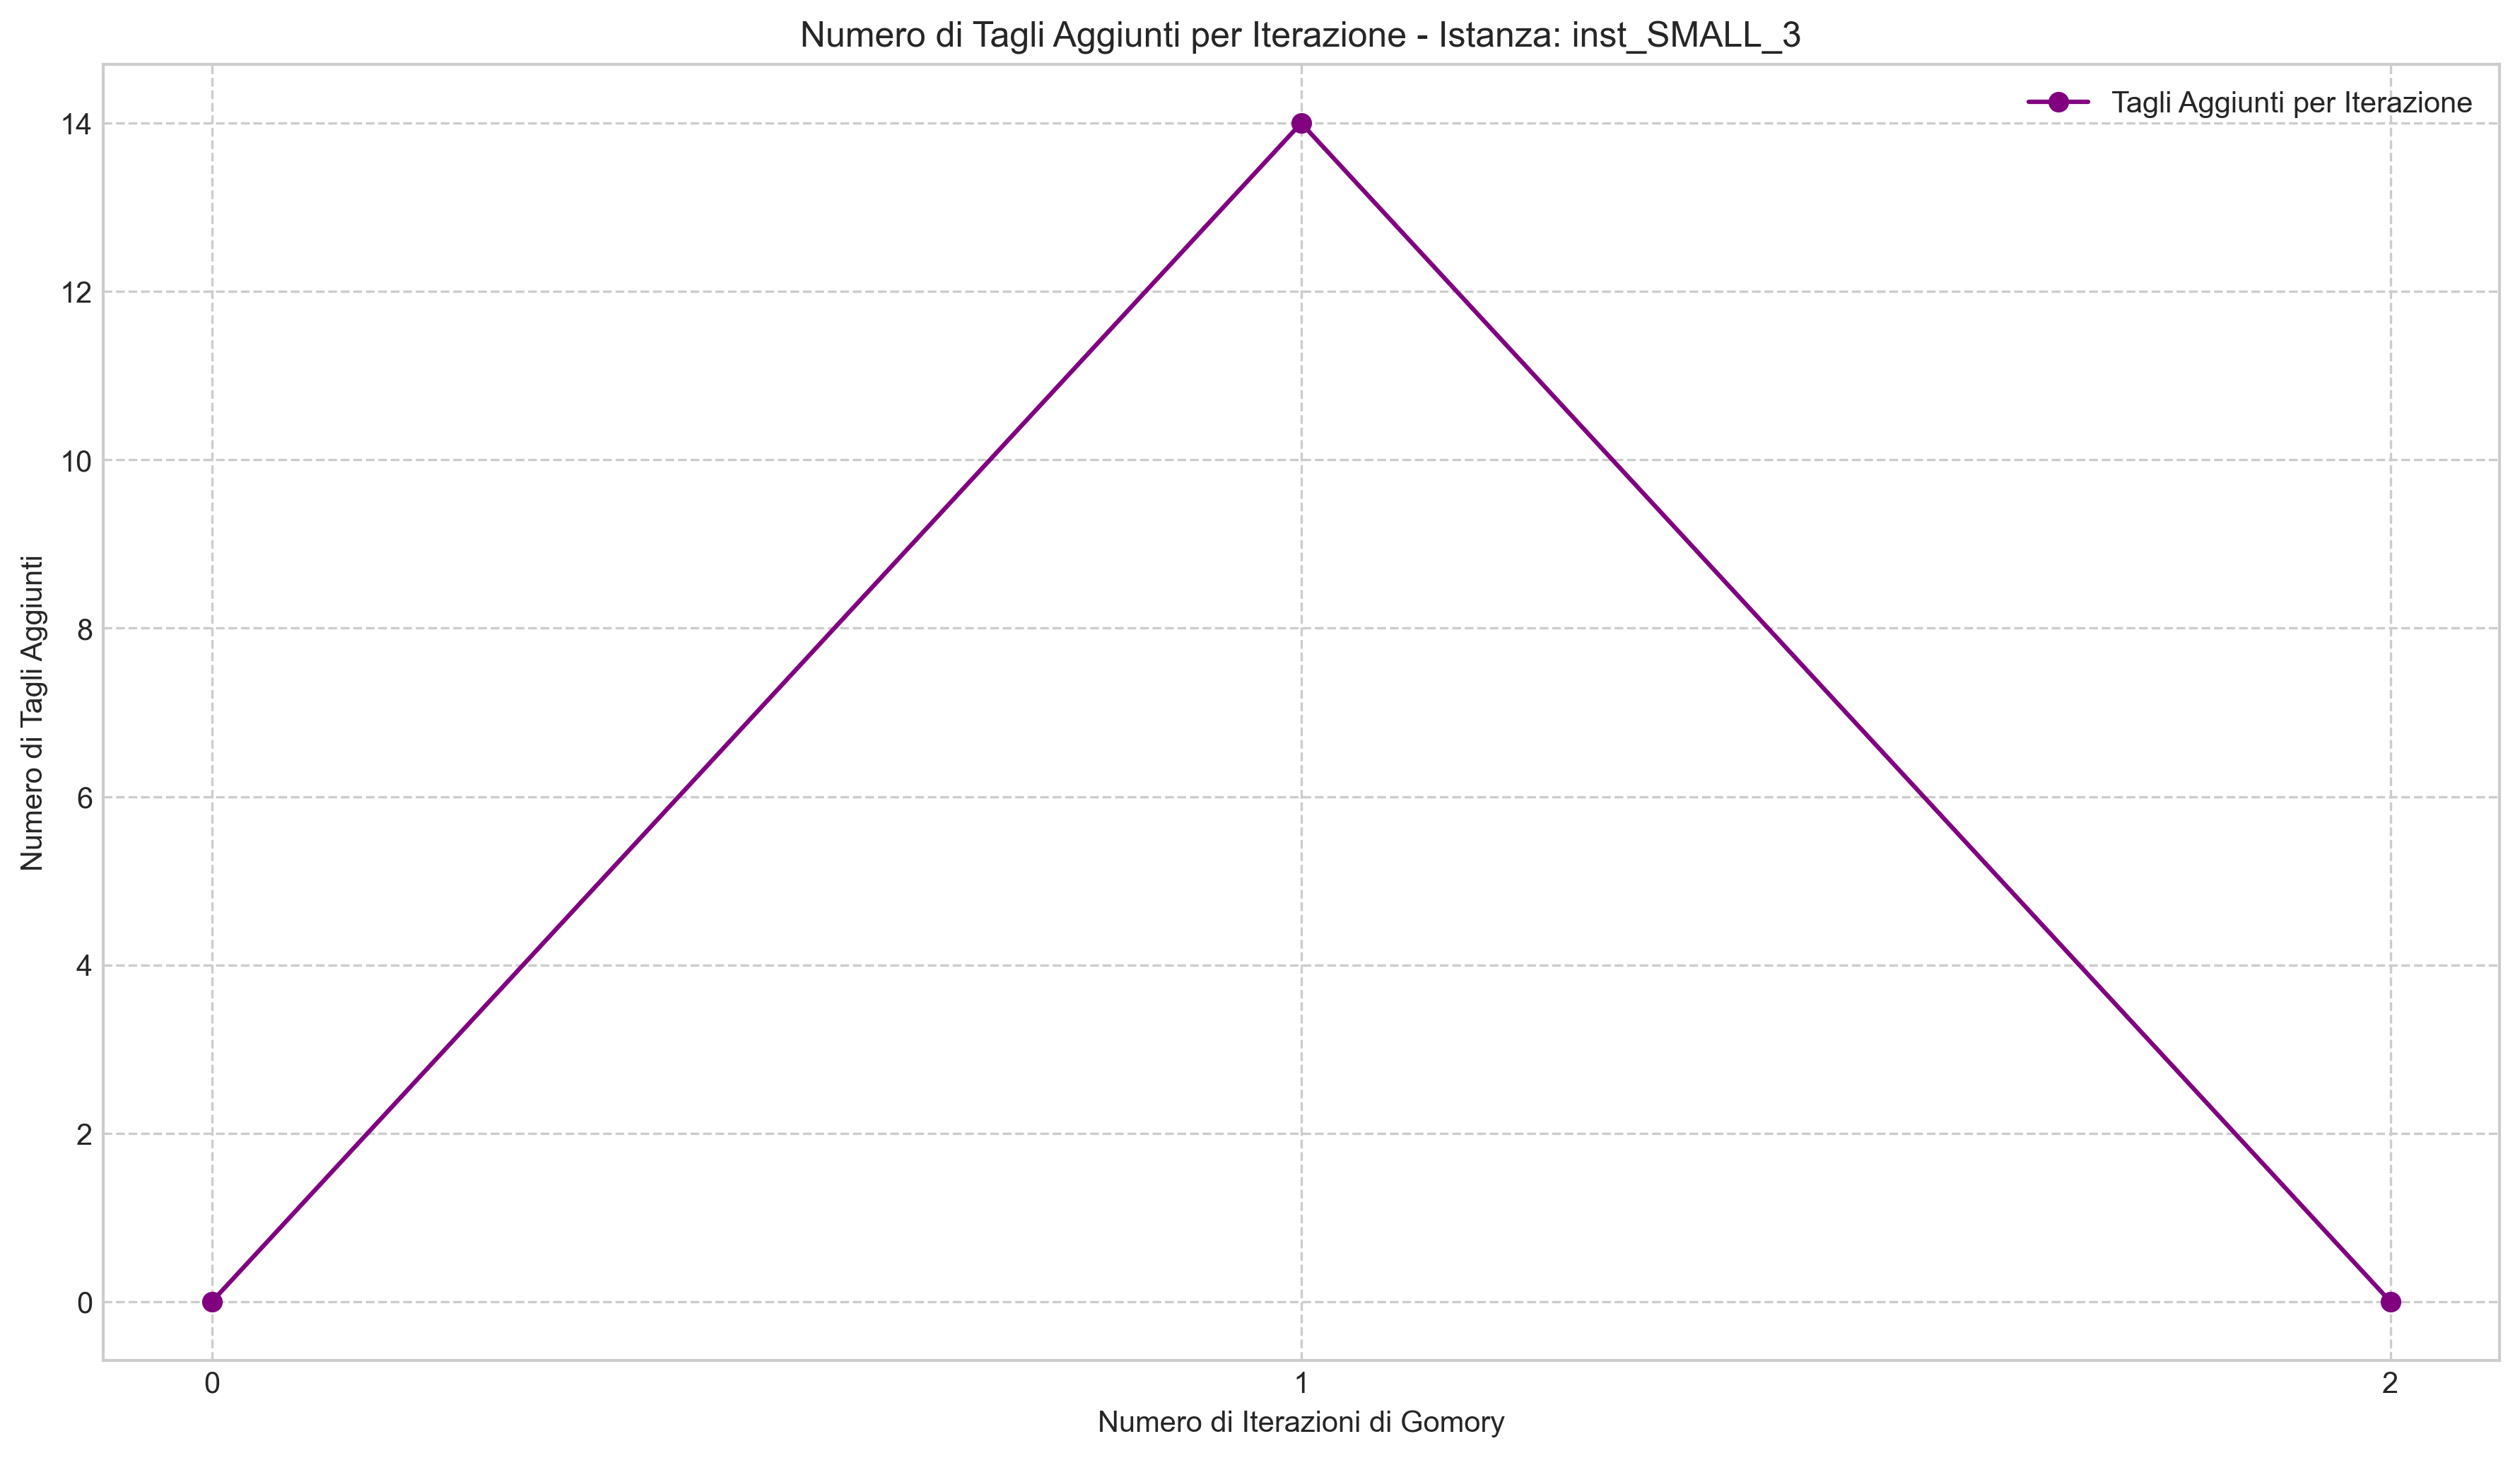 Numero di Tagli Aggiunti per Iterazione - Istanza: inst_SMALL_3
Tagli Aggiunti per Iterazione
14
12
10
8
6
4
2
0
Numero di Tagli Aggiunti
0
1
2
Numero di Iterazioni di Gomory